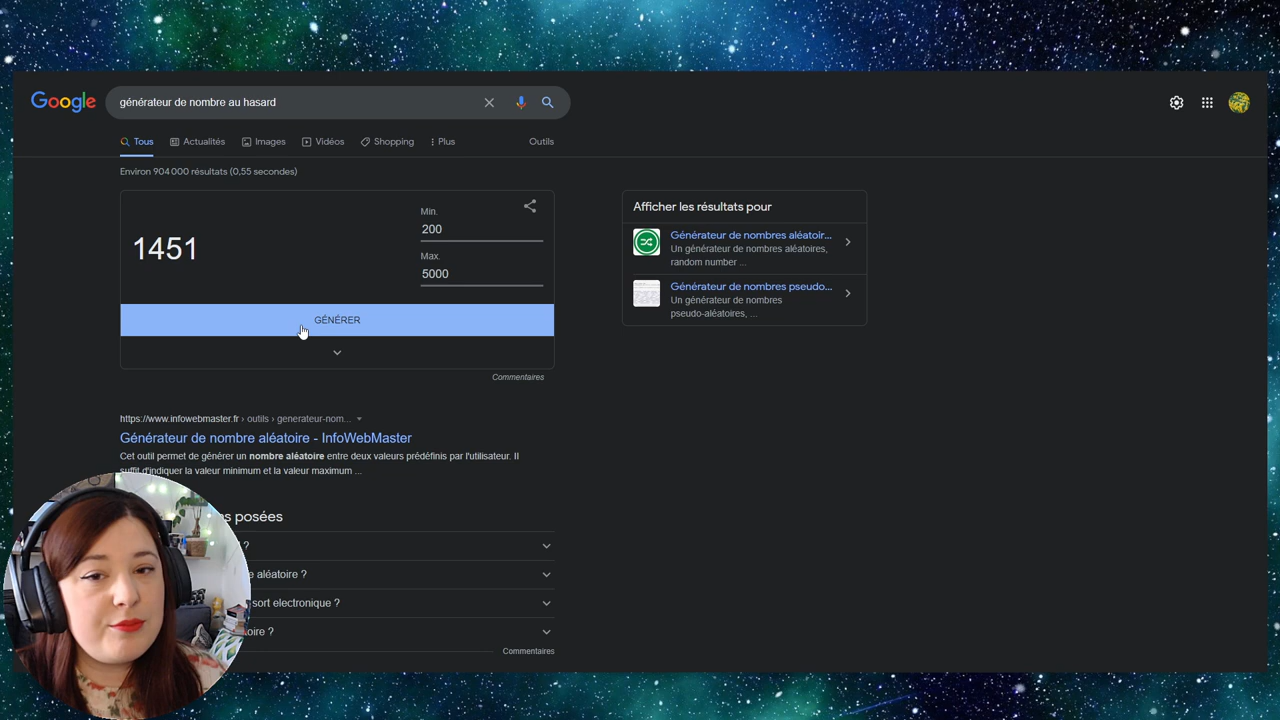 Google
générateur de nombre au hasard
Tous
Actualités
Images
Vidéos
Shopping
Plus
Outils
Environ 904 000 résultats (0,55 secondes)
1451
Min.
200
Max.
5000
GÉNÉRER
Commentaires
https://www.infowebmaster.fr › outils › generateur-nom...
Générateur de nombre aléatoire - InfoWebMaster
Cet outil permet de générer un nombre aléatoire entre deux valeurs prédéfinis par l'utilisateur. Il
suffit d'indiquer la valeur minimum et la valeur maximum ...
posées
?
aléatoire ?
sort electronique ?
?
Commentaires
Afficher les résultats pour
Générateur de nombres aléatoir...
Un générateur de nombres aléatoires,
random number ...
Générateur de nombres pseudo...
Un générateur de nombres
pseudo-aléatoires, ...